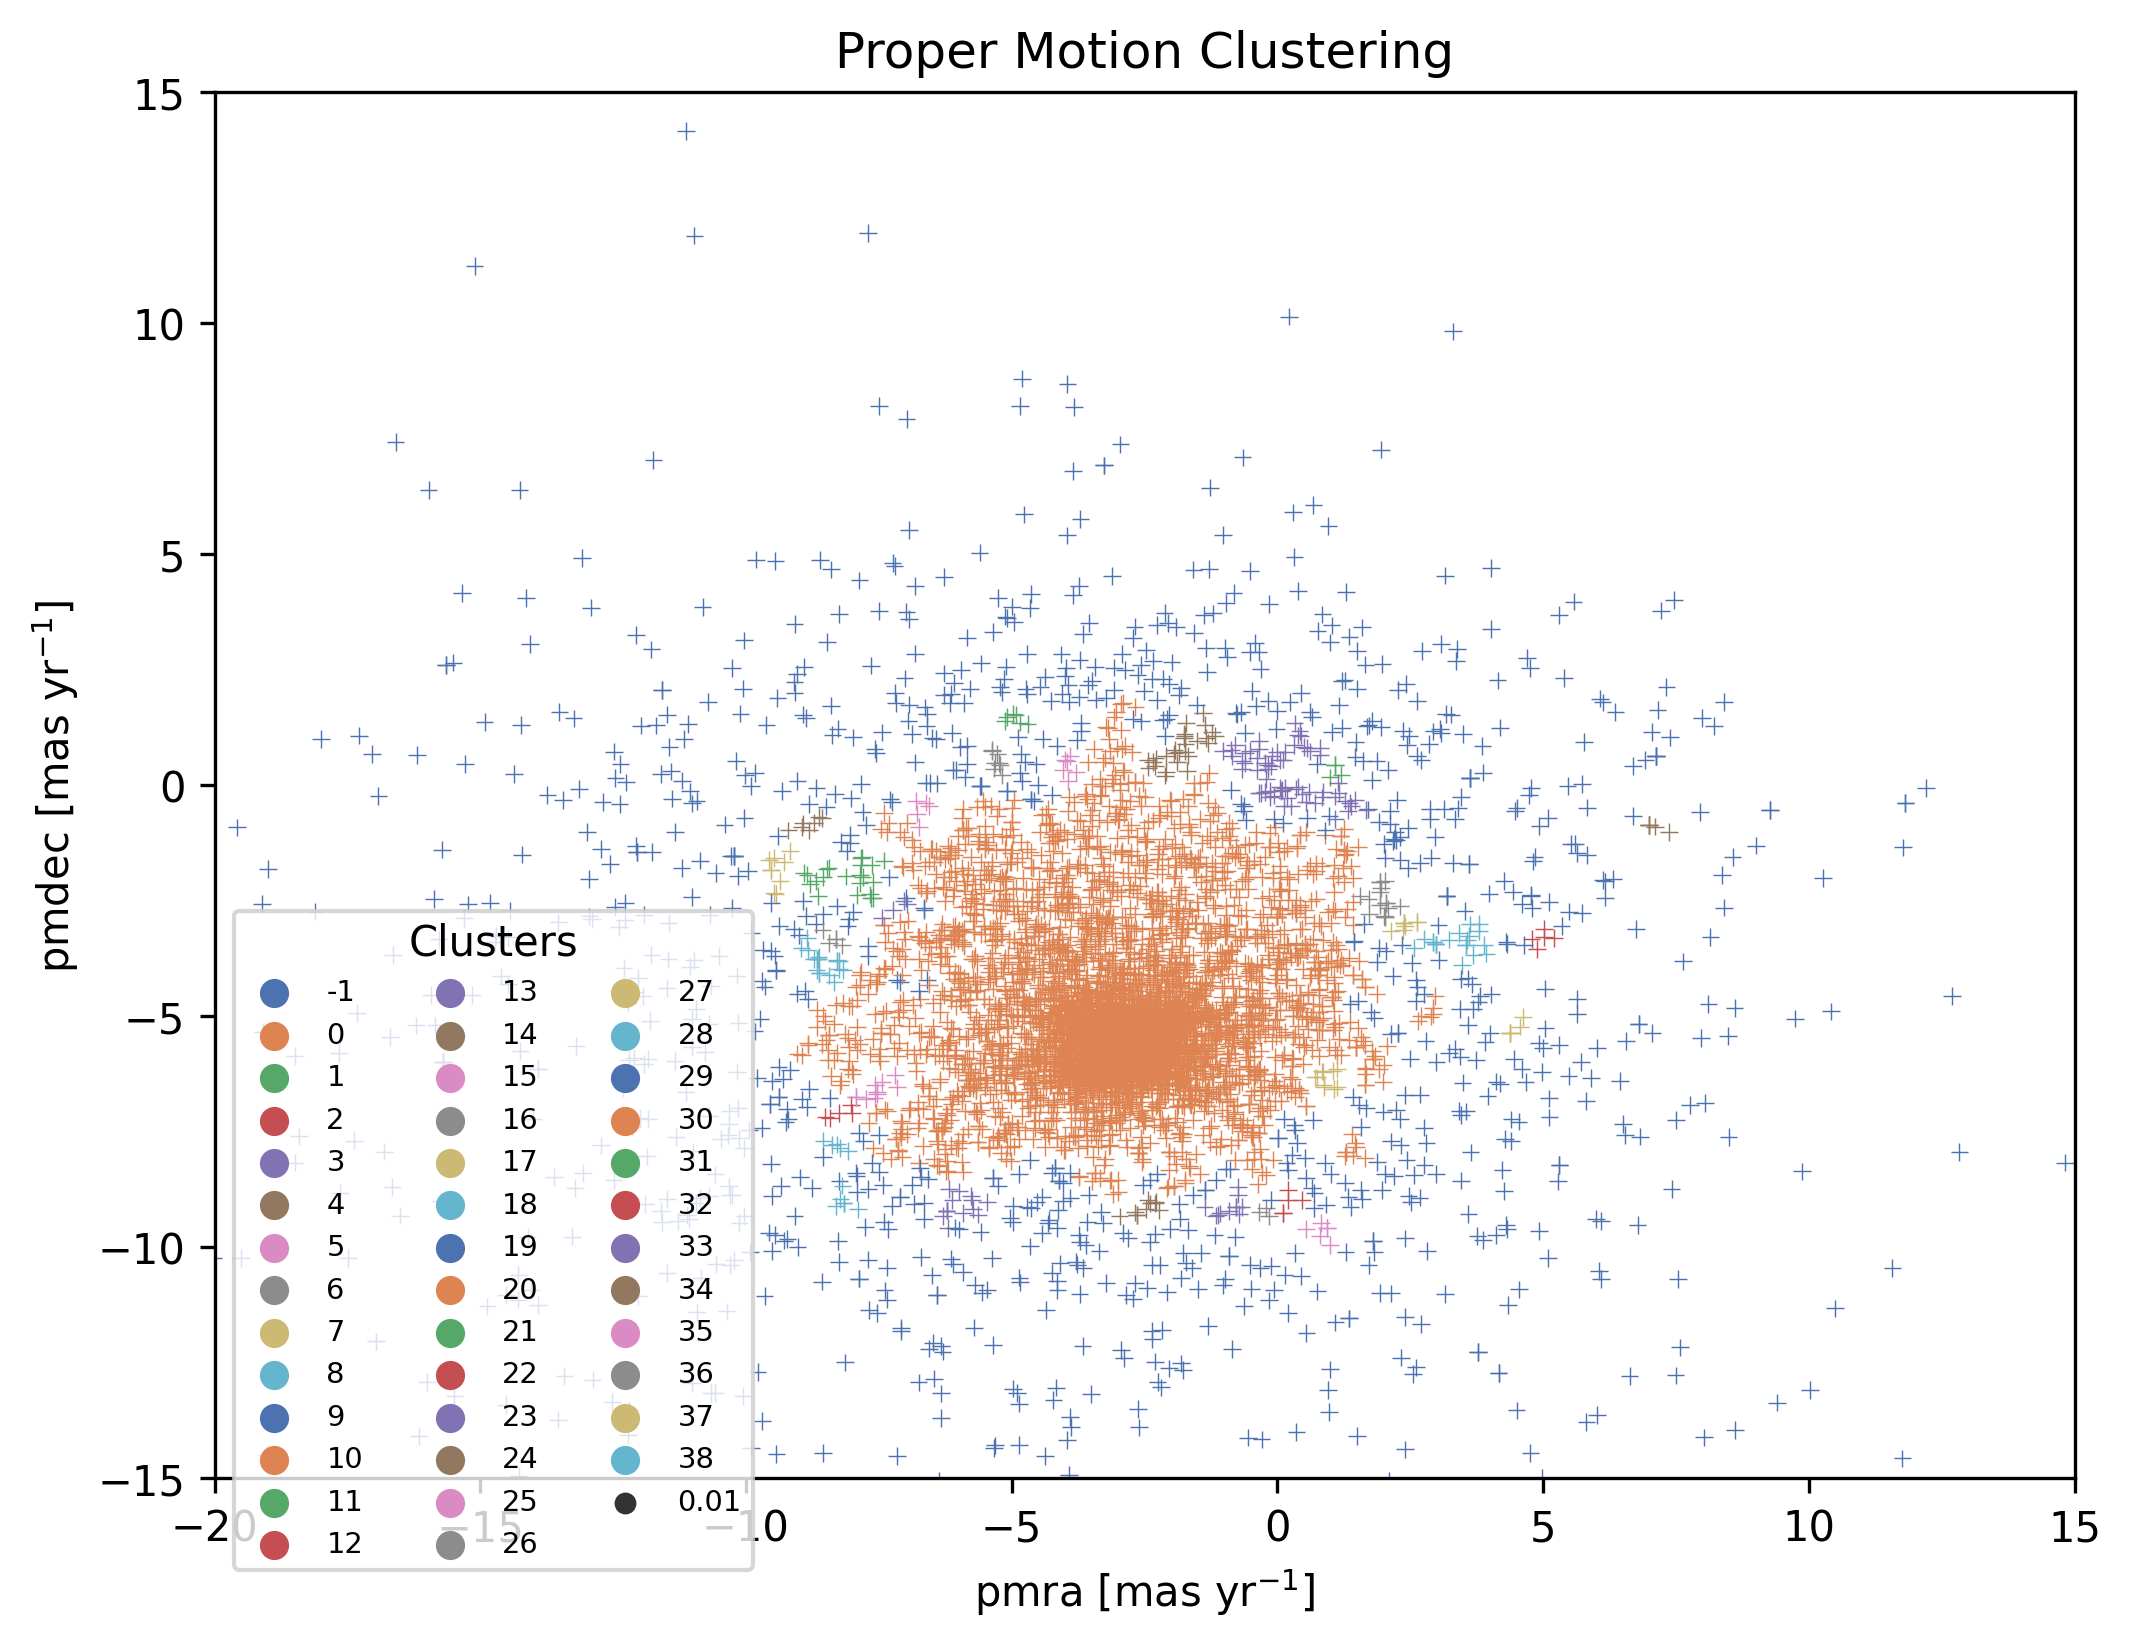 Proper Motion Clustering
15
10
5
0
−5
−10
−15
pmdec [mas yr−1]
Clusters
-1 13 27
0 14 28
1 15 29
2 16 30
3 17 31
4 18 32
5 19 33
6 20 34
7 21 35
8 22 36
9 23 37
10 24 38
11 25 0.01
12 26
−20 −15 −10 −5 0 5 10 15
pmra [mas yr−1]